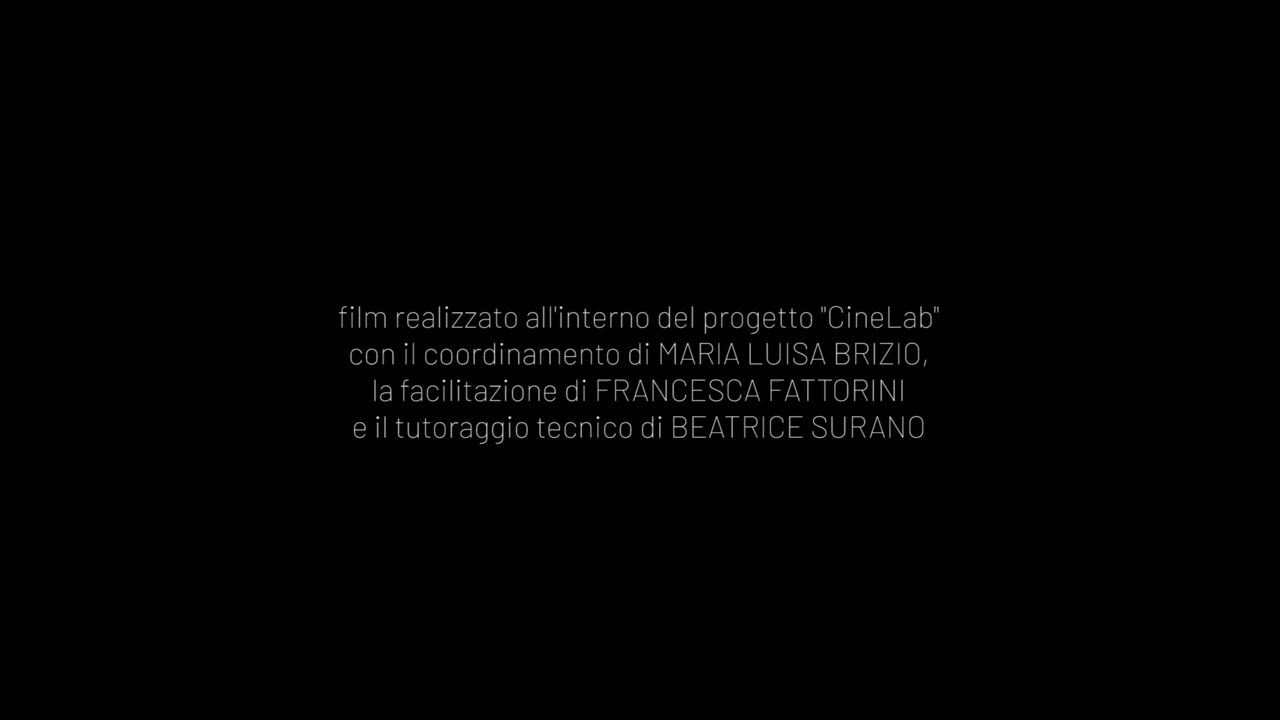 film realizzato all'interno del progetto "CineLab"
con il coordinamento di MARIA LUISA BRIZIO,
la facilitazione di FRANCESCA FATTORINI
e il tutoraggio tecnico di BEATRICE SURANO